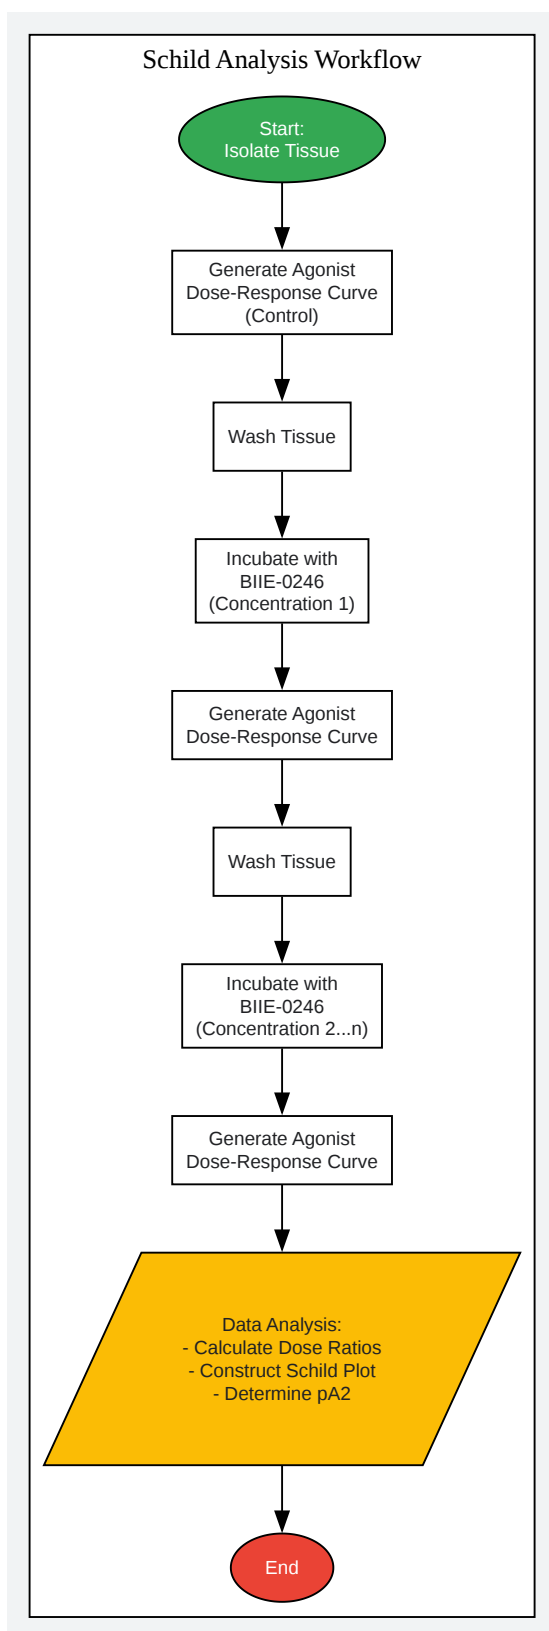 Schild Analysis Workflow
Start:
Isolate Tissue
Generate Agonist
Dose-Response Curve
(Control)
Wash Tissue
Incubate with
BIIE-0246
(Concentration 1)
Generate Agonist
Dose-Response Curve
Wash Tissue
Incubate with
BIIE-0246
(Concentration 2...n)
Generate Agonist
Dose-Response Curve
Data Analysis:
- Calculate Dose Ratios
- Construct Schild Plot
- Determine pA2
End